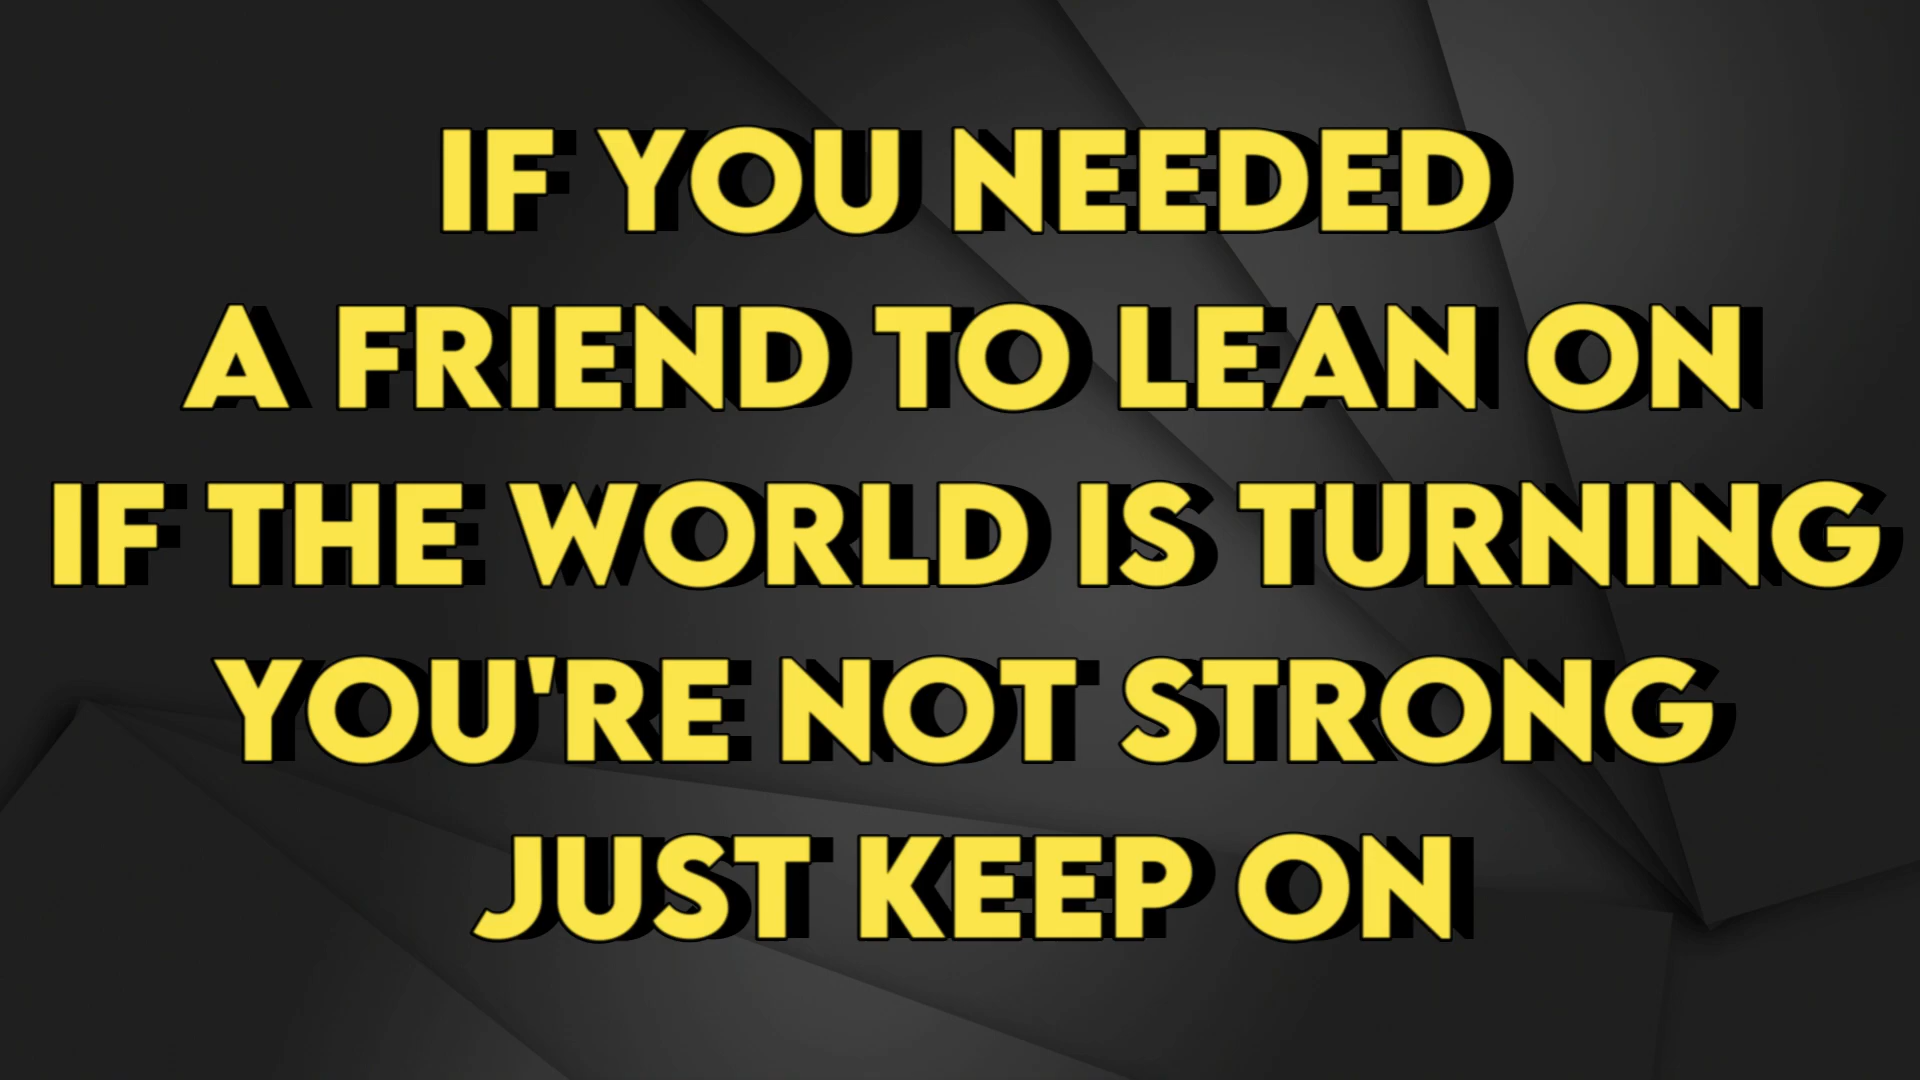 IF YOU NEEDED
A FRIEND TO LEAN ON
IF THE WORLD IS TURNING
YOU'RE NOT STRONG
JUST KEEP ON